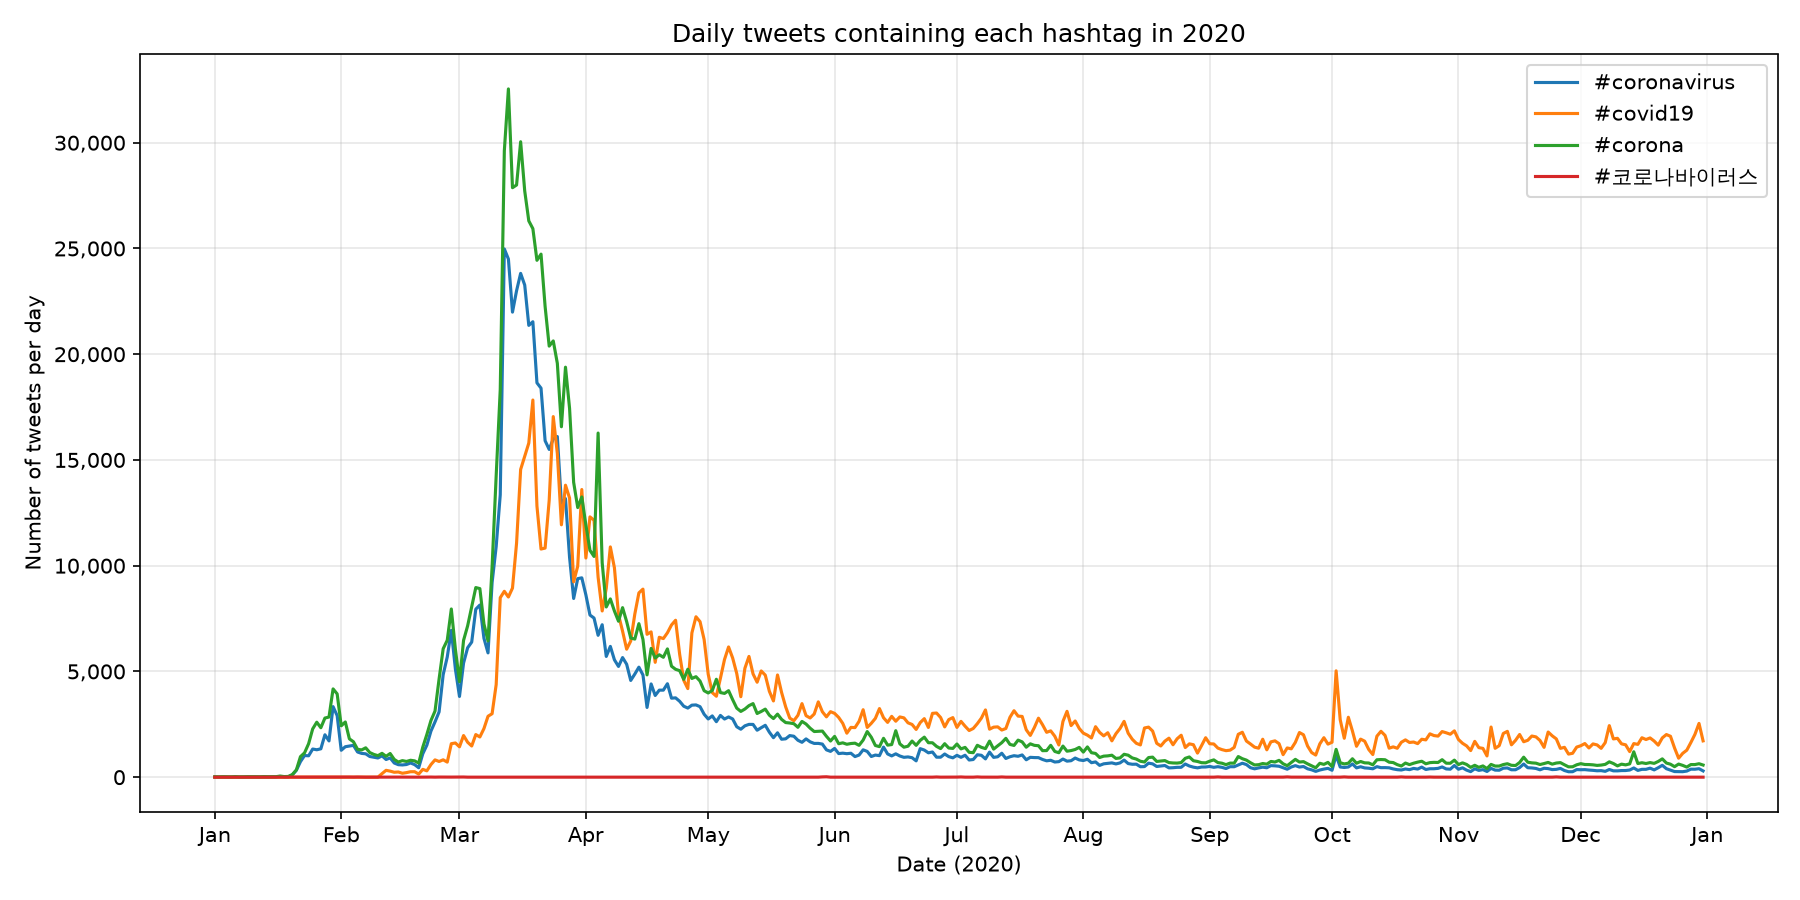 Daily tweets containing each hashtag in 2020
#coronavirus
#covid19
#corona
#코로나바이러스
Number of tweets per day
30,000
25,000
20,000
15,000
10,000
5,000
0
Jan Feb Mar Apr May Jun Jul Aug Sep Oct Nov Dec Jan
Date (2020)